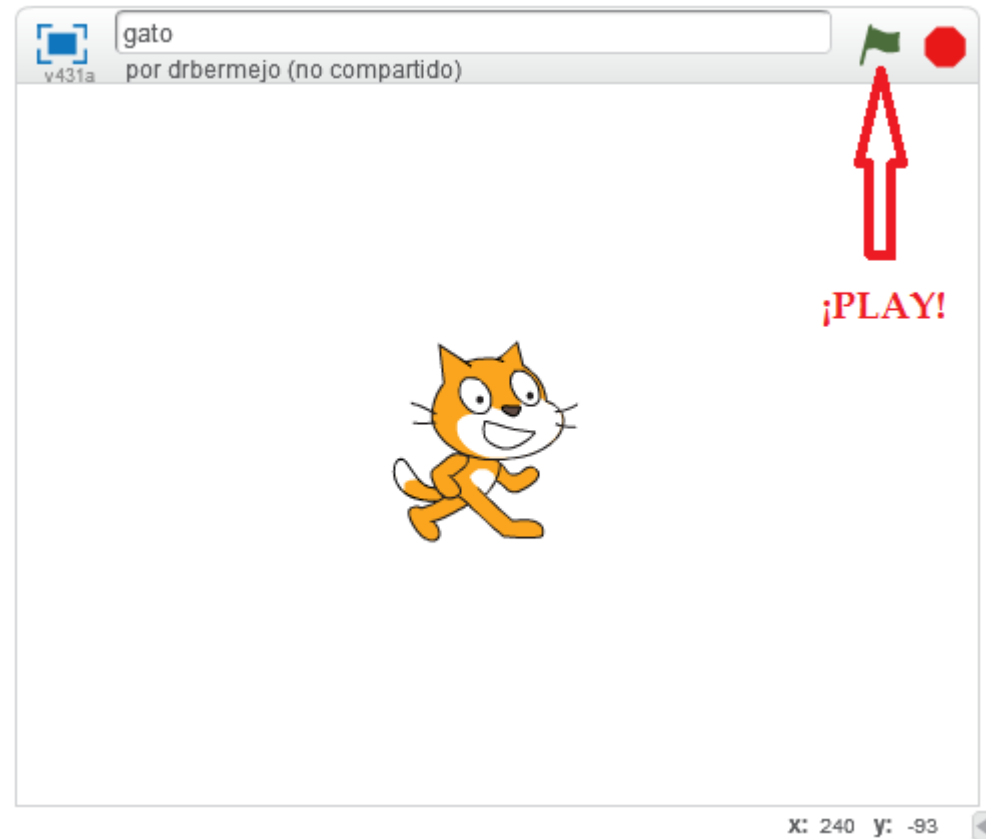 gato
v431a
por drbermejo (no compartido)
¡PLAY!
x: 240 y: -93